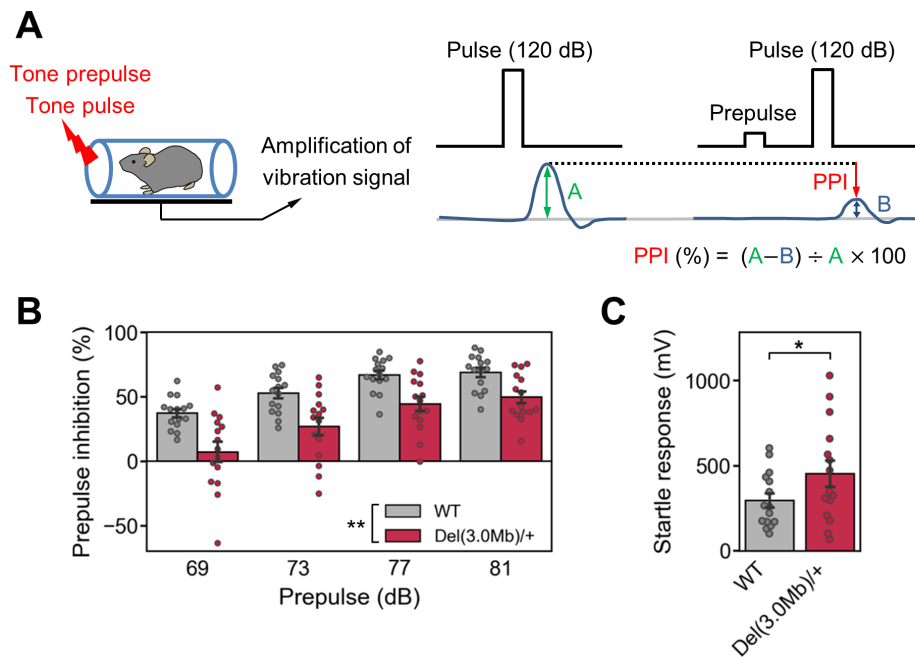 A
Tone prepulse
Tone pulse
Amplification of
vibration signal
Pulse (120 dB)
Pulse (120 dB)
Prepulse
A
PPI
B
PPI (%) = (A−B) ÷ A × 100
B
Prepulse inhibition (%)
100
50
0
−50
** WT
Del(3.0Mb)/+
69 73 77 81
Prepulse (dB)
C
Startle response (mV)
1000
500
0
*
WT
Del(3.0Mb)/+